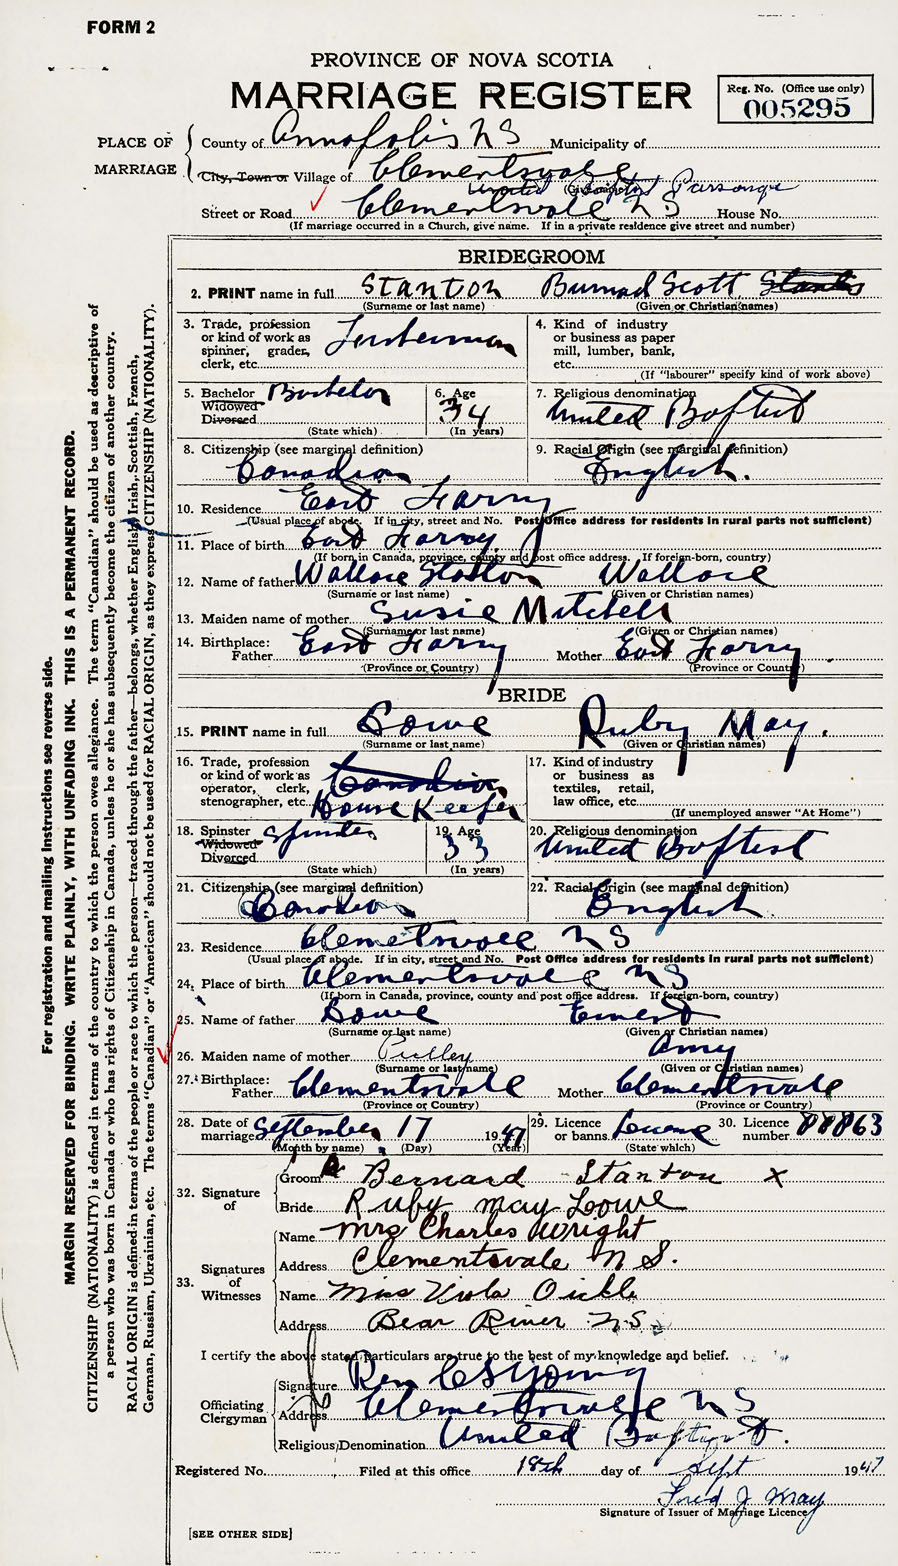 FORM 2
PROVINCE OF NOVA SCOTIA
MARRIAGE REGISTER
Reg. No. (Office use only)
005295
PLACE OF MARRIAGE
County of Annapolis N S Municipality of
City, Town or Village of Clementsvale
United Baptist Parsonage
Street or Road Clementsvale N S House No.
(If marriage occurred in a Church, give name. If in a private residence give street and number)
BRIDEGROOM
2. PRINT name in full Stanton Burnad Scott
(Surname or last name) (Given or Christian names)
3. Trade, profession or kind of work as spinner, grader, clerk, etc.
4. Kind of industry or business as paper mill, lumber, bank, etc.
(If "labourer" specify kind of work above)
5. Bachelor Widowed Divorced Bachelor
(State which)
6. Age 34
(In years)
7. Religious denomination United Baptist
8. Citizenship (see marginal definition) Canadian
9. Racial Origin (see marginal definition) English.
10. Residence East Farny
(Usual place of abode. If in city, street and No. Post Office address for residents in rural parts not sufficient)
11. Place of birth East Farny
(If born in Canada, province, county and post office address. If foreign-born, country)
12. Name of father Wallace Stanton Wallace
(Surname or last name) (Given or Christian names)
13. Maiden name of mother Susie Mitchell
(Surname or last name) (Given or Christian names)
14. Birthplace: Father East Farny Mother East Farny
(Province or Country) (Province or Country)
BRIDE
15. PRINT name in full Lowe Ruby May.
(Surname or last name) (Given or Christian names)
16. Trade, profession or kind of work as operator, clerk, stenographer, etc. Canadian House Keeper
17. Kind of industry or business as textiles, retail, law office, etc.
(If unemployed answer "At Home")
18. Spinster Widowed Divorced Spinster
(State which)
19. Age 33
(In years)
20. Religious denomination United Baptist
21. Citizenship (see marginal definition) Canadian
22. Racial Origin (see marginal definition) English
23. Residence Clemetsvale N S
(Usual place of abode. If in city, street and No. Post Office address for residents in rural parts not sufficient)
24. Place of birth Clementsvale N S
(If born in Canada, province, county and post office address. If foreign-born, country)
25. Name of father Lowe Ernest
(Surname or last name) (Given or Christian names)
26. Maiden name of mother Pulley Amy
(Surname or last name) (Given or Christian names)
27. Birthplace: Father Clementsvale Mother Clementsvale
(Province or Country) (Province or Country)
28. Date of marriage September 17 1947
(Month by name) (Day) (Year)
29. Licence or banns License
(State which)
30. Licence number 88863
32. Signature of
Groom Bernard Stanton X
Bride Ruby May Lowe
33. Signatures of Witnesses
Name Mrs Charles Wright
Address Clementsvale N S.
Name Miss Viola Oickle
Address Bear River N.S.
I certify the above stated particulars are true to the best of my knowledge and belief.
Officiating Clergyman
Signature Rev C S Young
Address Clementsvale N S
Religious Denomination United Baptist.
Registered No. Filed at this office 18th day of Sept 1947
Fred J May
Signature of Issuer of Marriage Licence
[SEE OTHER SIDE]
For registration and mailing instructions see reverse side.
MARGIN RESERVED FOR BINDING. WRITE PLAINLY, WITH UNFADING INK. THIS IS A PERMANENT RECORD.
CITIZENSHIP (NATIONALITY) is defined in terms of the country to which the person owes allegiance. The term "Canadian" should be used as descriptive of
a person who was born in Canada or who has rights of Citizenship in Canada, unless he or she has subsequently become the citizen of another country.
RACIAL ORIGIN is defined in terms of the people or race to which the person—traced through the father—belongs, whether English, Irish, Scottish, French,
German, Russian, Ukrainian, etc. The terms "Canadian" or "American" should not be used for RACIAL ORIGIN, as they express CITIZENSHIP (NATIONALITY).